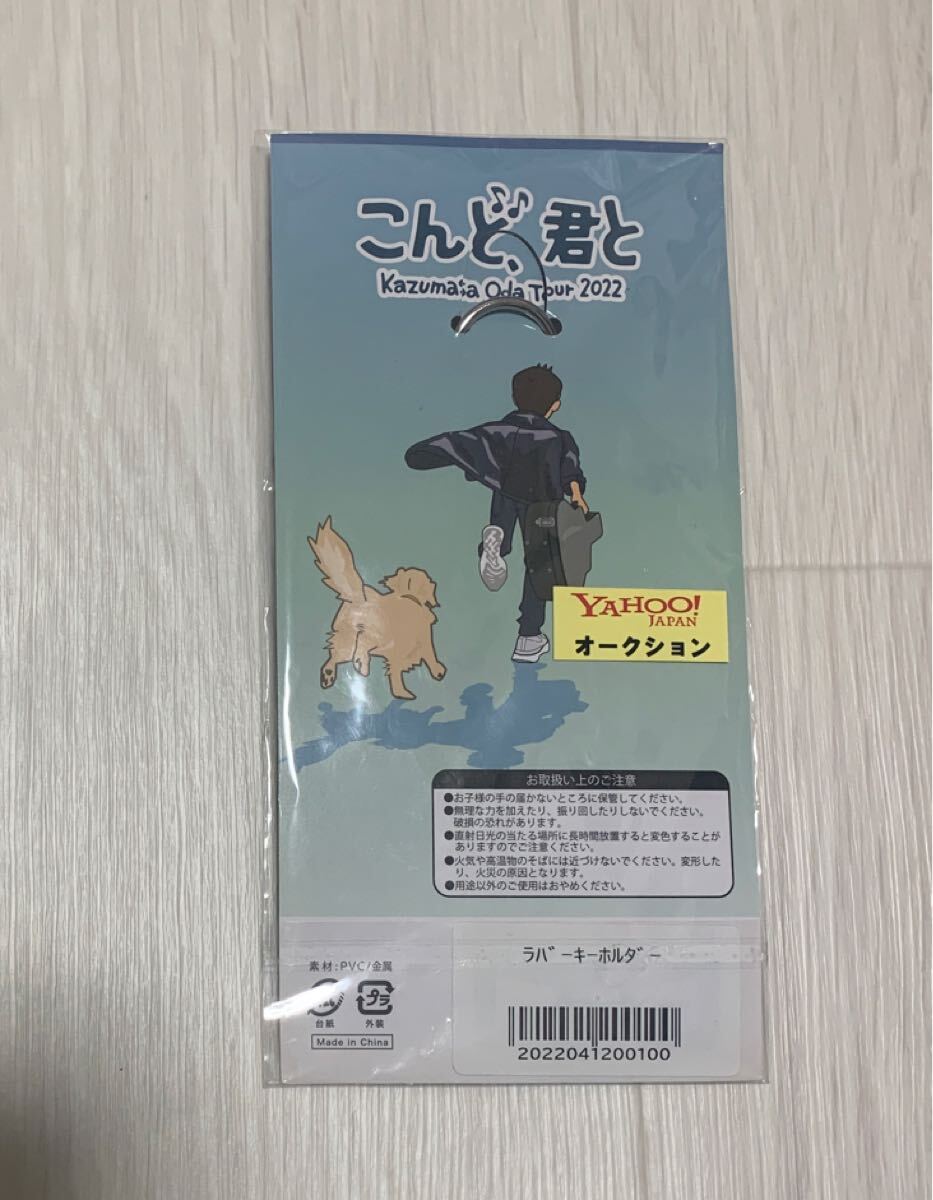 こんど、君と
Kazumasa Oda Tour 2022
YAHOO!
JAPAN
オークション
お取扱い上のご注意
●お子様の手の届かないところに保管してください。
●無理な力を加えたり、振り回したりしないでください。
破損の恐れがあります。
●直射日光の当たる場所に長時間放置すると変色することが
ありますのでご注意ください。
●火気や高温物のそばには近づけないでください。変形した
り、火災の原因となります。
●用途以外のご使用はおやめください。
素材:PVC/金属
プラ
台紙
外装
Made in China
ラバーキーホルダー
2022041200100